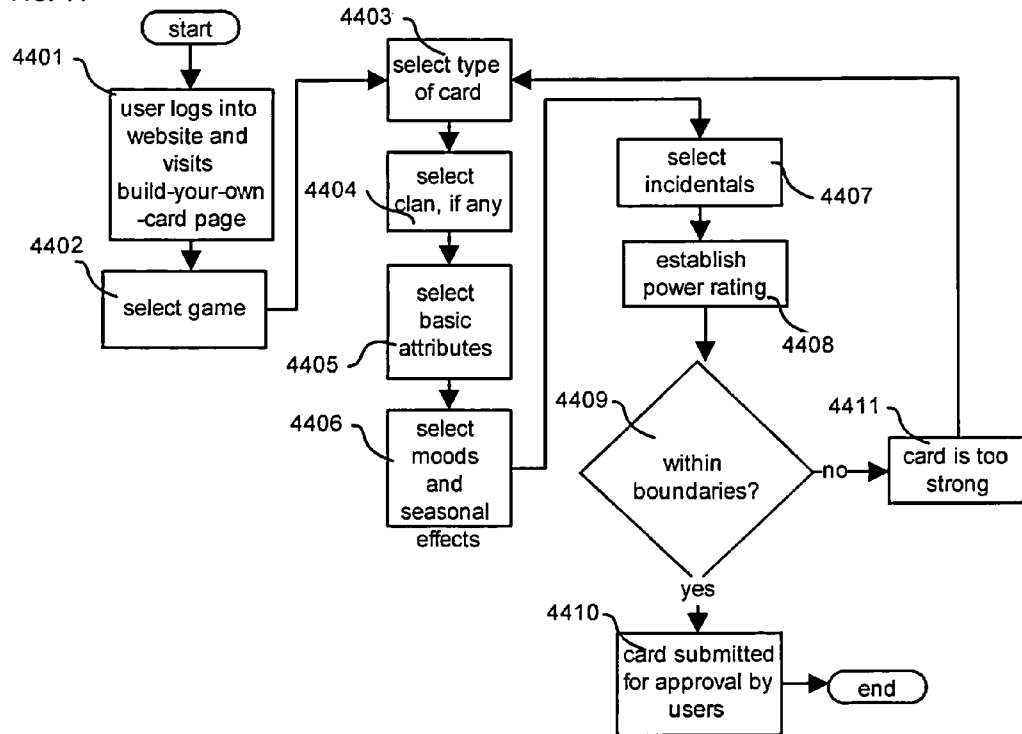 start
4401
user logs into
website and
visits
build-your-own
-card page
4402
select game
4403
select type
of card
4404
select
clan, if any
select
basic
attributes
4405
4406
select
moods
and
seasonal
effects
select
incidentals
4407
establish
power rating
4408
4409
within
boundaries?
no
4411
card is too
strong
yes
4410
card submitted
for approval by
users
end